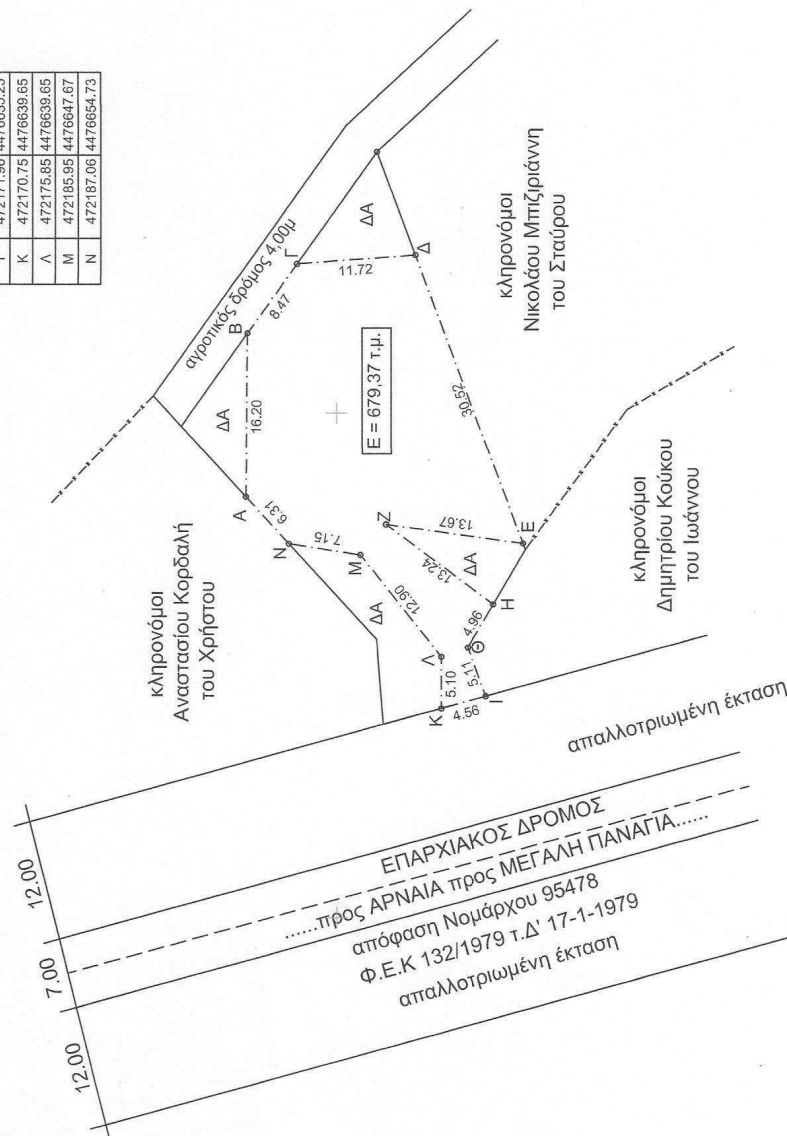 472171.96 4476635.25
Κ 472170.75 4476639.65
Λ 472175.85 4476639.65
Μ 472185.95 4476647.67
Ν 472187.06 4476654.73
αγροτικός δρόμος 4,00μ
κληρονόμοι
Αναστασίου Κορδαλή
του Χρήστου
κληρονόμοι
Νικολάου Μπιζιριάννη
του Σταύρου
κληρονόμοι
Δημητρίου Κούκου
του Ιωάννου
Ε = 679,37 τ.μ.
Α
Β
Γ
Δ
Ε
Ζ
Η
Θ
Ι
Κ
Λ
Μ
Ν
ΔΑ
ΔΑ
ΔΑ
ΔΑ
16.20
8.47
11.72
30.52
13.67
13.24
4.96
5.11
4.56
5.10
12.90
7.15
6.31
απαλλοτριωμένη έκταση
ΕΠΑΡΧΙΑΚΟΣ ΔΡΟΜΟΣ
......προς ΑΡΝΑΙΑ προς ΜΕΓΑΛΗ ΠΑΝΑΓΙΑ......
απόφαση Νομάρχου 95478
Φ.Ε.Κ 132/1979 τ.Δ' 17-1-1979
απαλλοτριωμένη έκταση
12.00
7.00
12.00